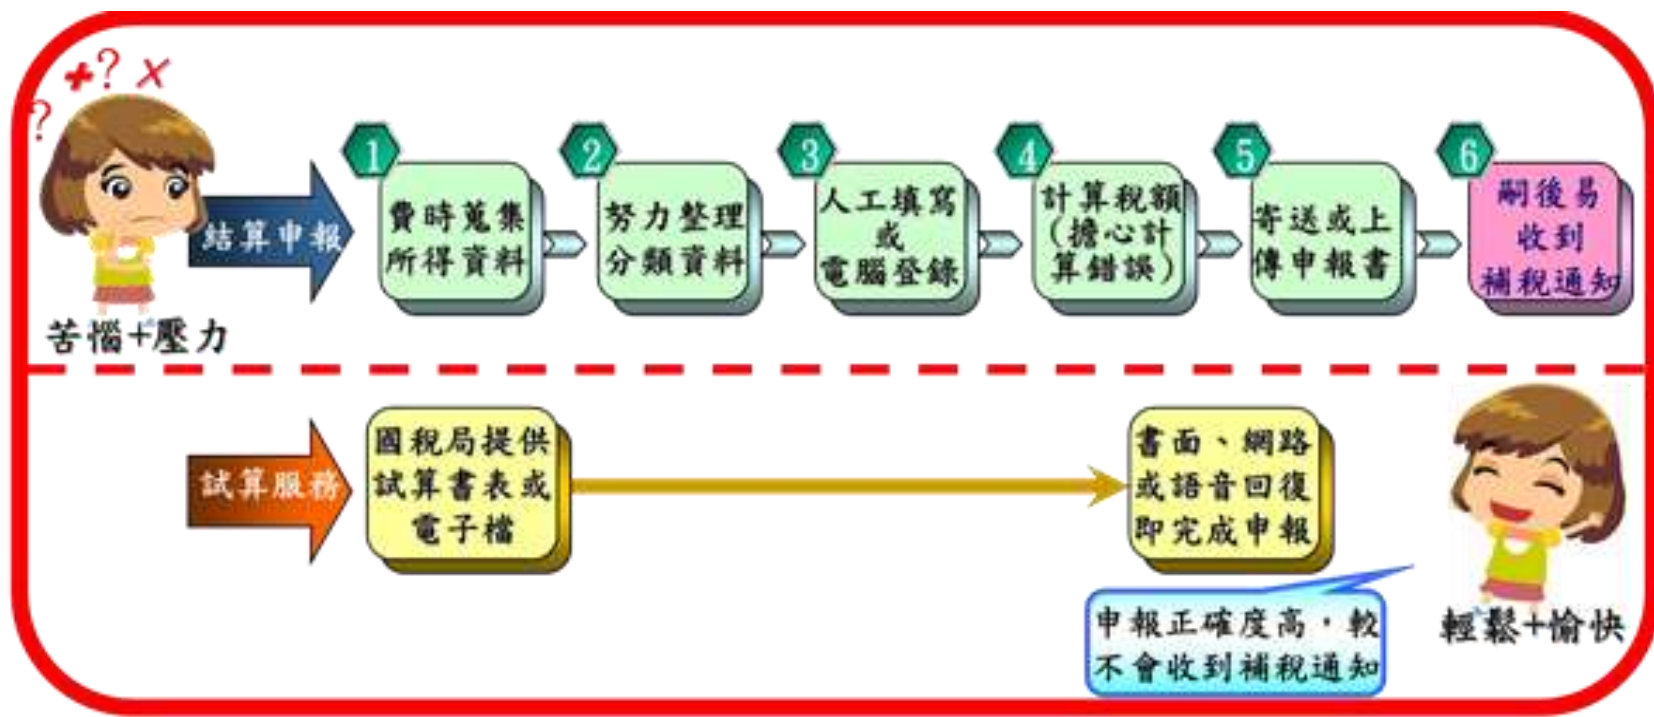 +? ×
?
結算申報
苦惱+壓力
1
費時蒐集
所得資料
2
努力整理
分類資料
3
人工填寫
或
電腦登錄
4
計算稅額
(擔心計
算錯誤)
5
寄送或上
傳申報書
6
嗣後易
收到
補稅通知
試算服務
國稅局提供
試算書表或
電子檔
書面、網路
或語音回復
即完成申報
申報正確度高，較
不會收到補稅通知
輕鬆+愉快